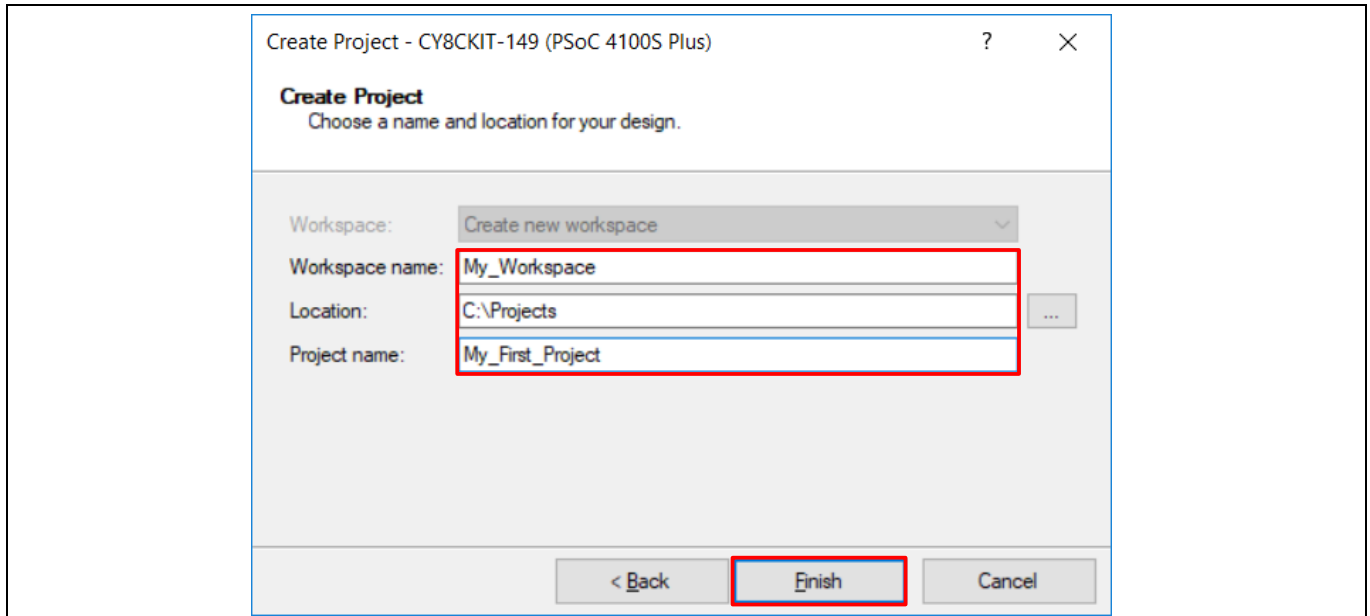 Create Project - CY8CKIT-149 (PSoC 4100S Plus) ?
Create Project
Choose a name and location for your design.
Workspace: Create new workspace
Workspace name: My_Workspace
Location: C:\Projects ...
Project name: My_First_Project
< Back Finish Cancel